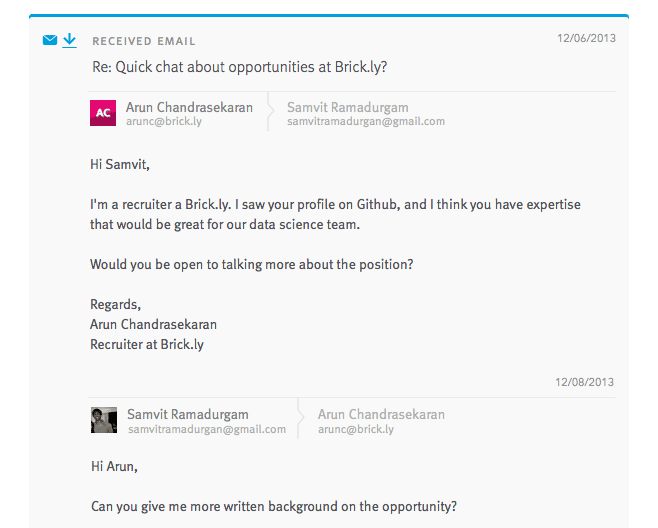 RECEIVED EMAIL
12/06/2013
Re: Quick chat about opportunities at Brick.ly?
AC
Arun Chandrasekaran
arunc@brick.ly
Samvit Ramadurgam
samvitramadurgan@gmail.com
Hi Samvit,
I'm a recruiter a Brick.ly. I saw your profile on Github, and I think you have expertise
that would be great for our data science team.
Would you be open to talking more about the position?
Regards,
Arun Chandrasekaran
Recruiter at Brick.ly
12/08/2013
Samvit Ramadurgam
samvitramadurgan@gmail.com
Arun Chandrasekaran
arunc@brick.ly
Hi Arun,
Can you give me more written background on the opportunity?